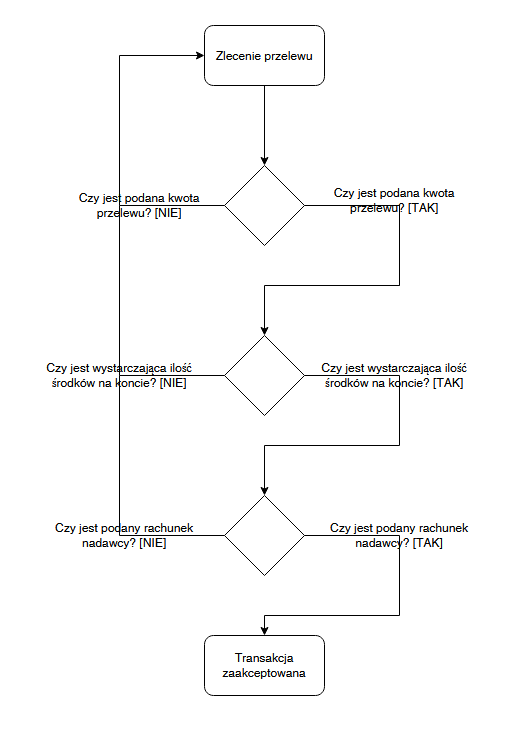 Zlecenie przelewu
Czy jest podana kwota
przelewu? [NIE]
Czy jest podana kwota
przelewu? [TAK]
Czy jest wystarczająca ilość
środków na koncie? [NIE]
Czy jest wystarczająca ilość
środków na koncie? [TAK]
Czy jest podany rachunek
nadawcy? [NIE]
Czy jest podany rachunek
nadawcy? [TAK]
Transakcja
zaakceptowana